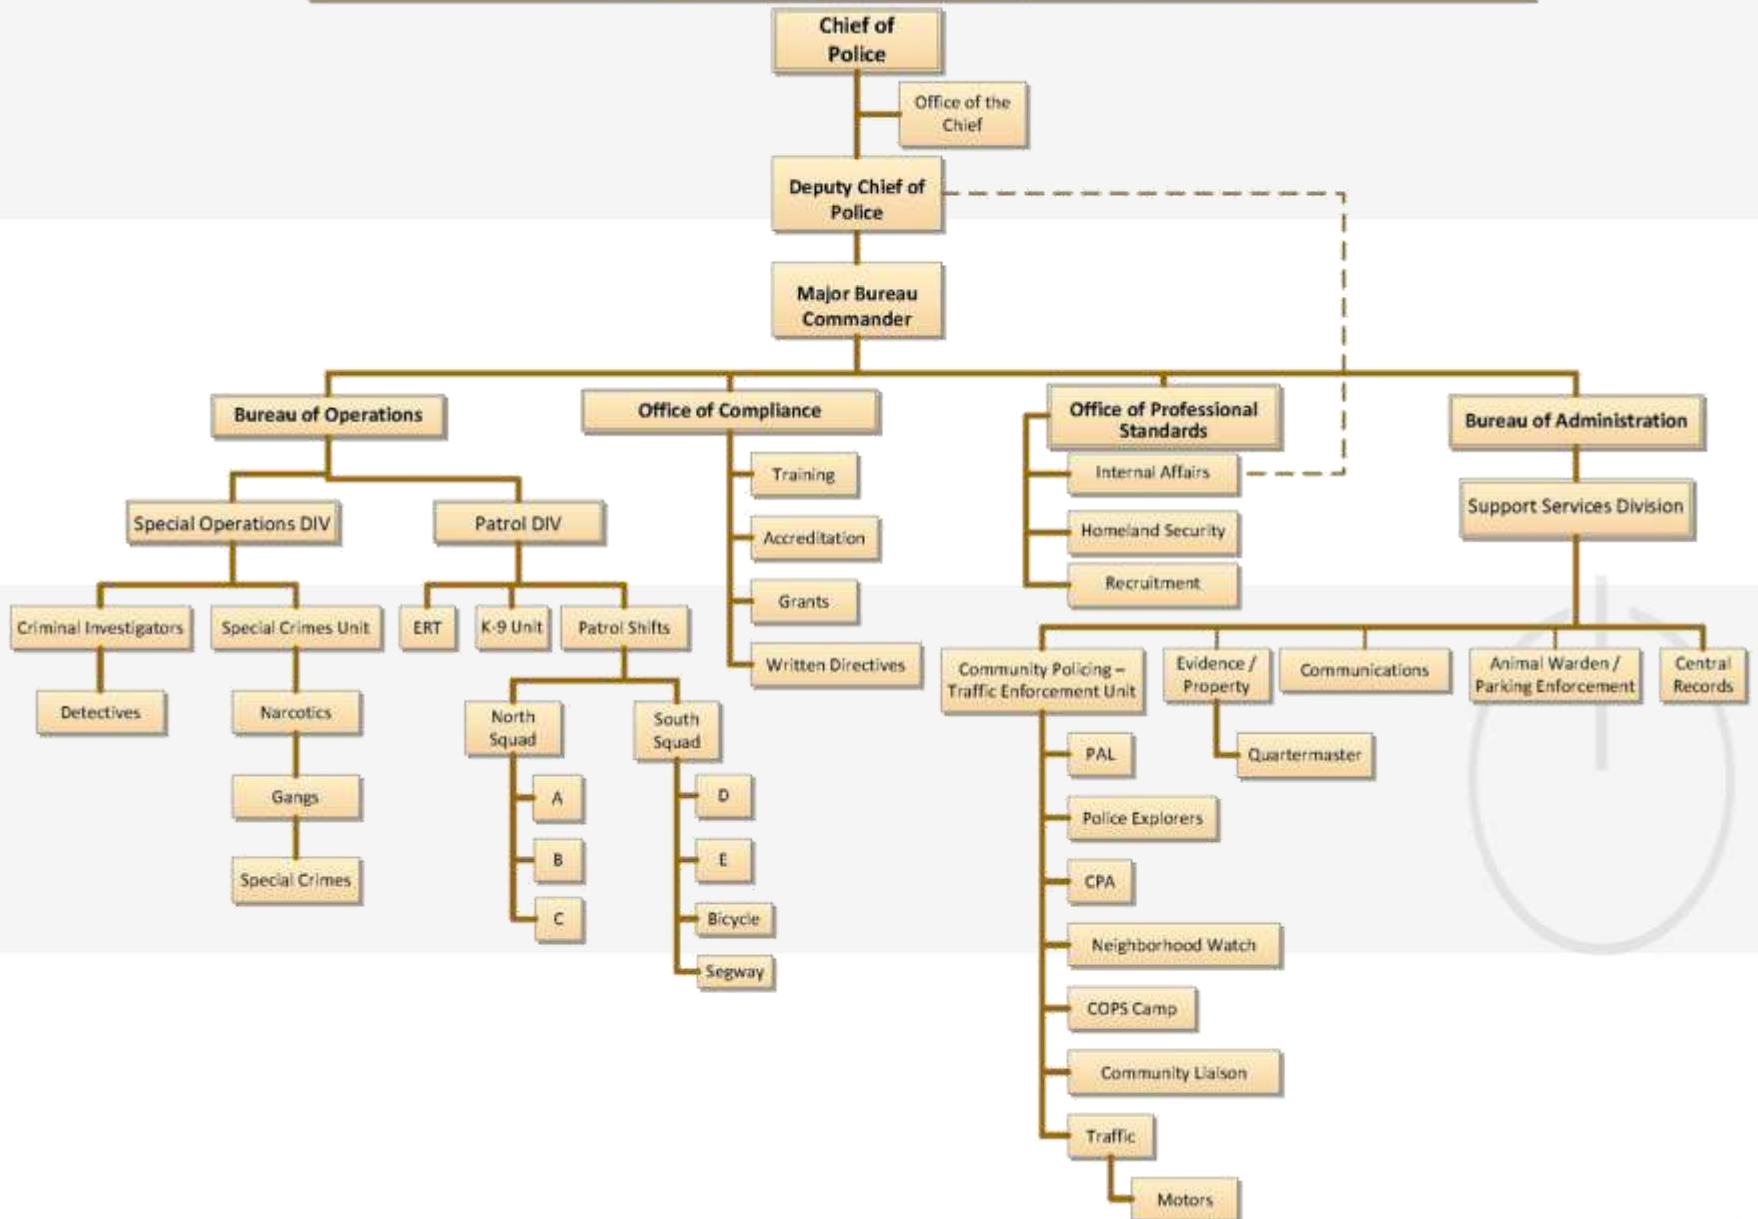 Chief of
Police
Office of the
Chief
Deputy Chief of
Police
Major Bureau
Commander
Bureau of Operations
Office of Compliance
Office of Professional
Standards
Bureau of Administration
Training
Internal Affairs
Support Services Division
Special Operations DIV
Patrol DIV
Accreditation
Homeland Security
Grants
Recruitment
Criminal Investigators
Special Crimes Unit
ERT
K-9 Unit
Patrol Shifts
Written Directives
Community Policing –
Traffic Enforcement Unit
Evidence /
Property
Communications
Animal Warden /
Parking Enforcement
Central
Records
Detectives
Narcotics
North
Squad
South
Squad
PAL
Quartermaster
Gangs
A
D
Police Explorers
Special Crimes
B
E
CPA
C
Bicycle
Neighborhood Watch
Segway
COPS Camp
Community Liaison
Traffic
Motors